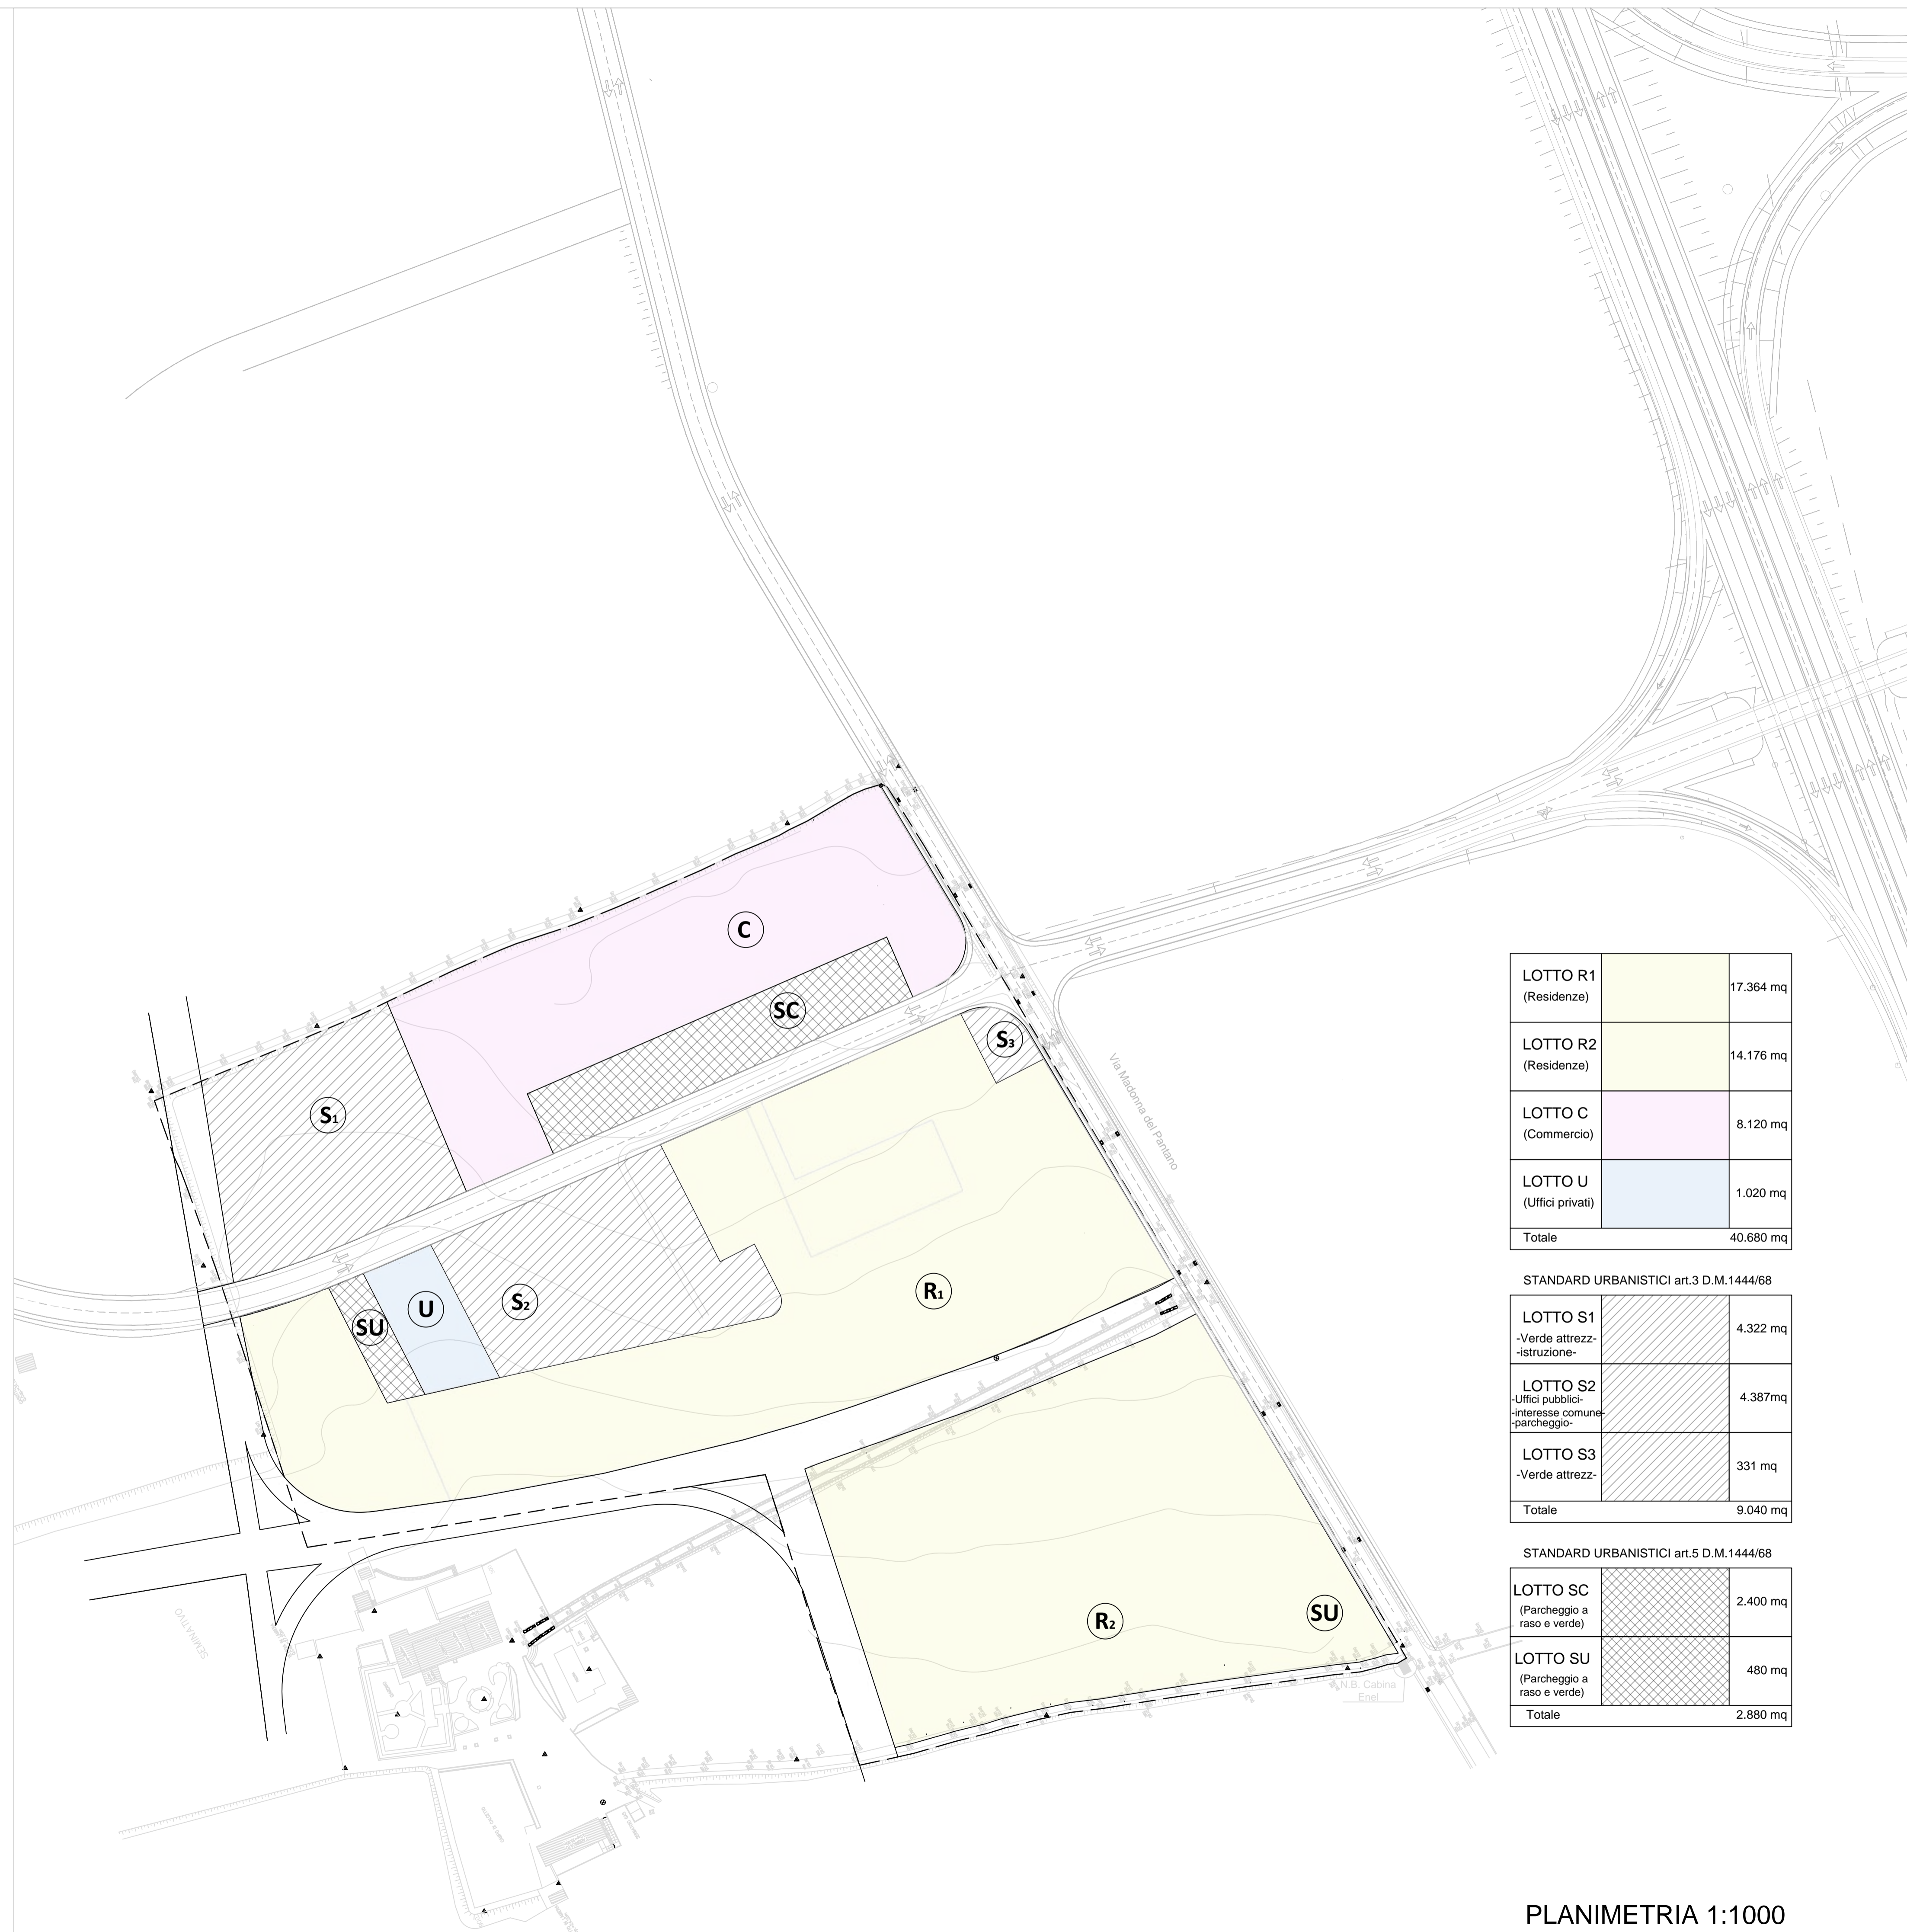 C
SC
S₃
S₁
Via Madonna del Pantano
R₁
S₂
U
SU
R₂
SU
N.B. Cabina
Enel
SEMINATIVO
LOTTO R1
(Residenze)
17.364 mq
LOTTO R2
(Residenze)
14.176 mq
LOTTO C
(Commercio)
8.120 mq
LOTTO U
(Uffici privati)
1.020 mq
Totale 40.680 mq
STANDARD URBANISTICI art.3 D.M.1444/68
LOTTO S1
-Verde attrezz-
-istruzione-
4.322 mq
LOTTO S2
-Uffici pubblici-
-interesse comune-
-parcheggio-
4.387mq
LOTTO S3
-Verde attrezz-
331 mq
Totale 9.040 mq
STANDARD URBANISTICI art.5 D.M.1444/68
LOTTO SC
(Parcheggio a
raso e verde)
2.400 mq
LOTTO SU
(Parcheggio a
raso e verde)
480 mq
Totale 2.880 mq
PLANIMETRIA 1:1000